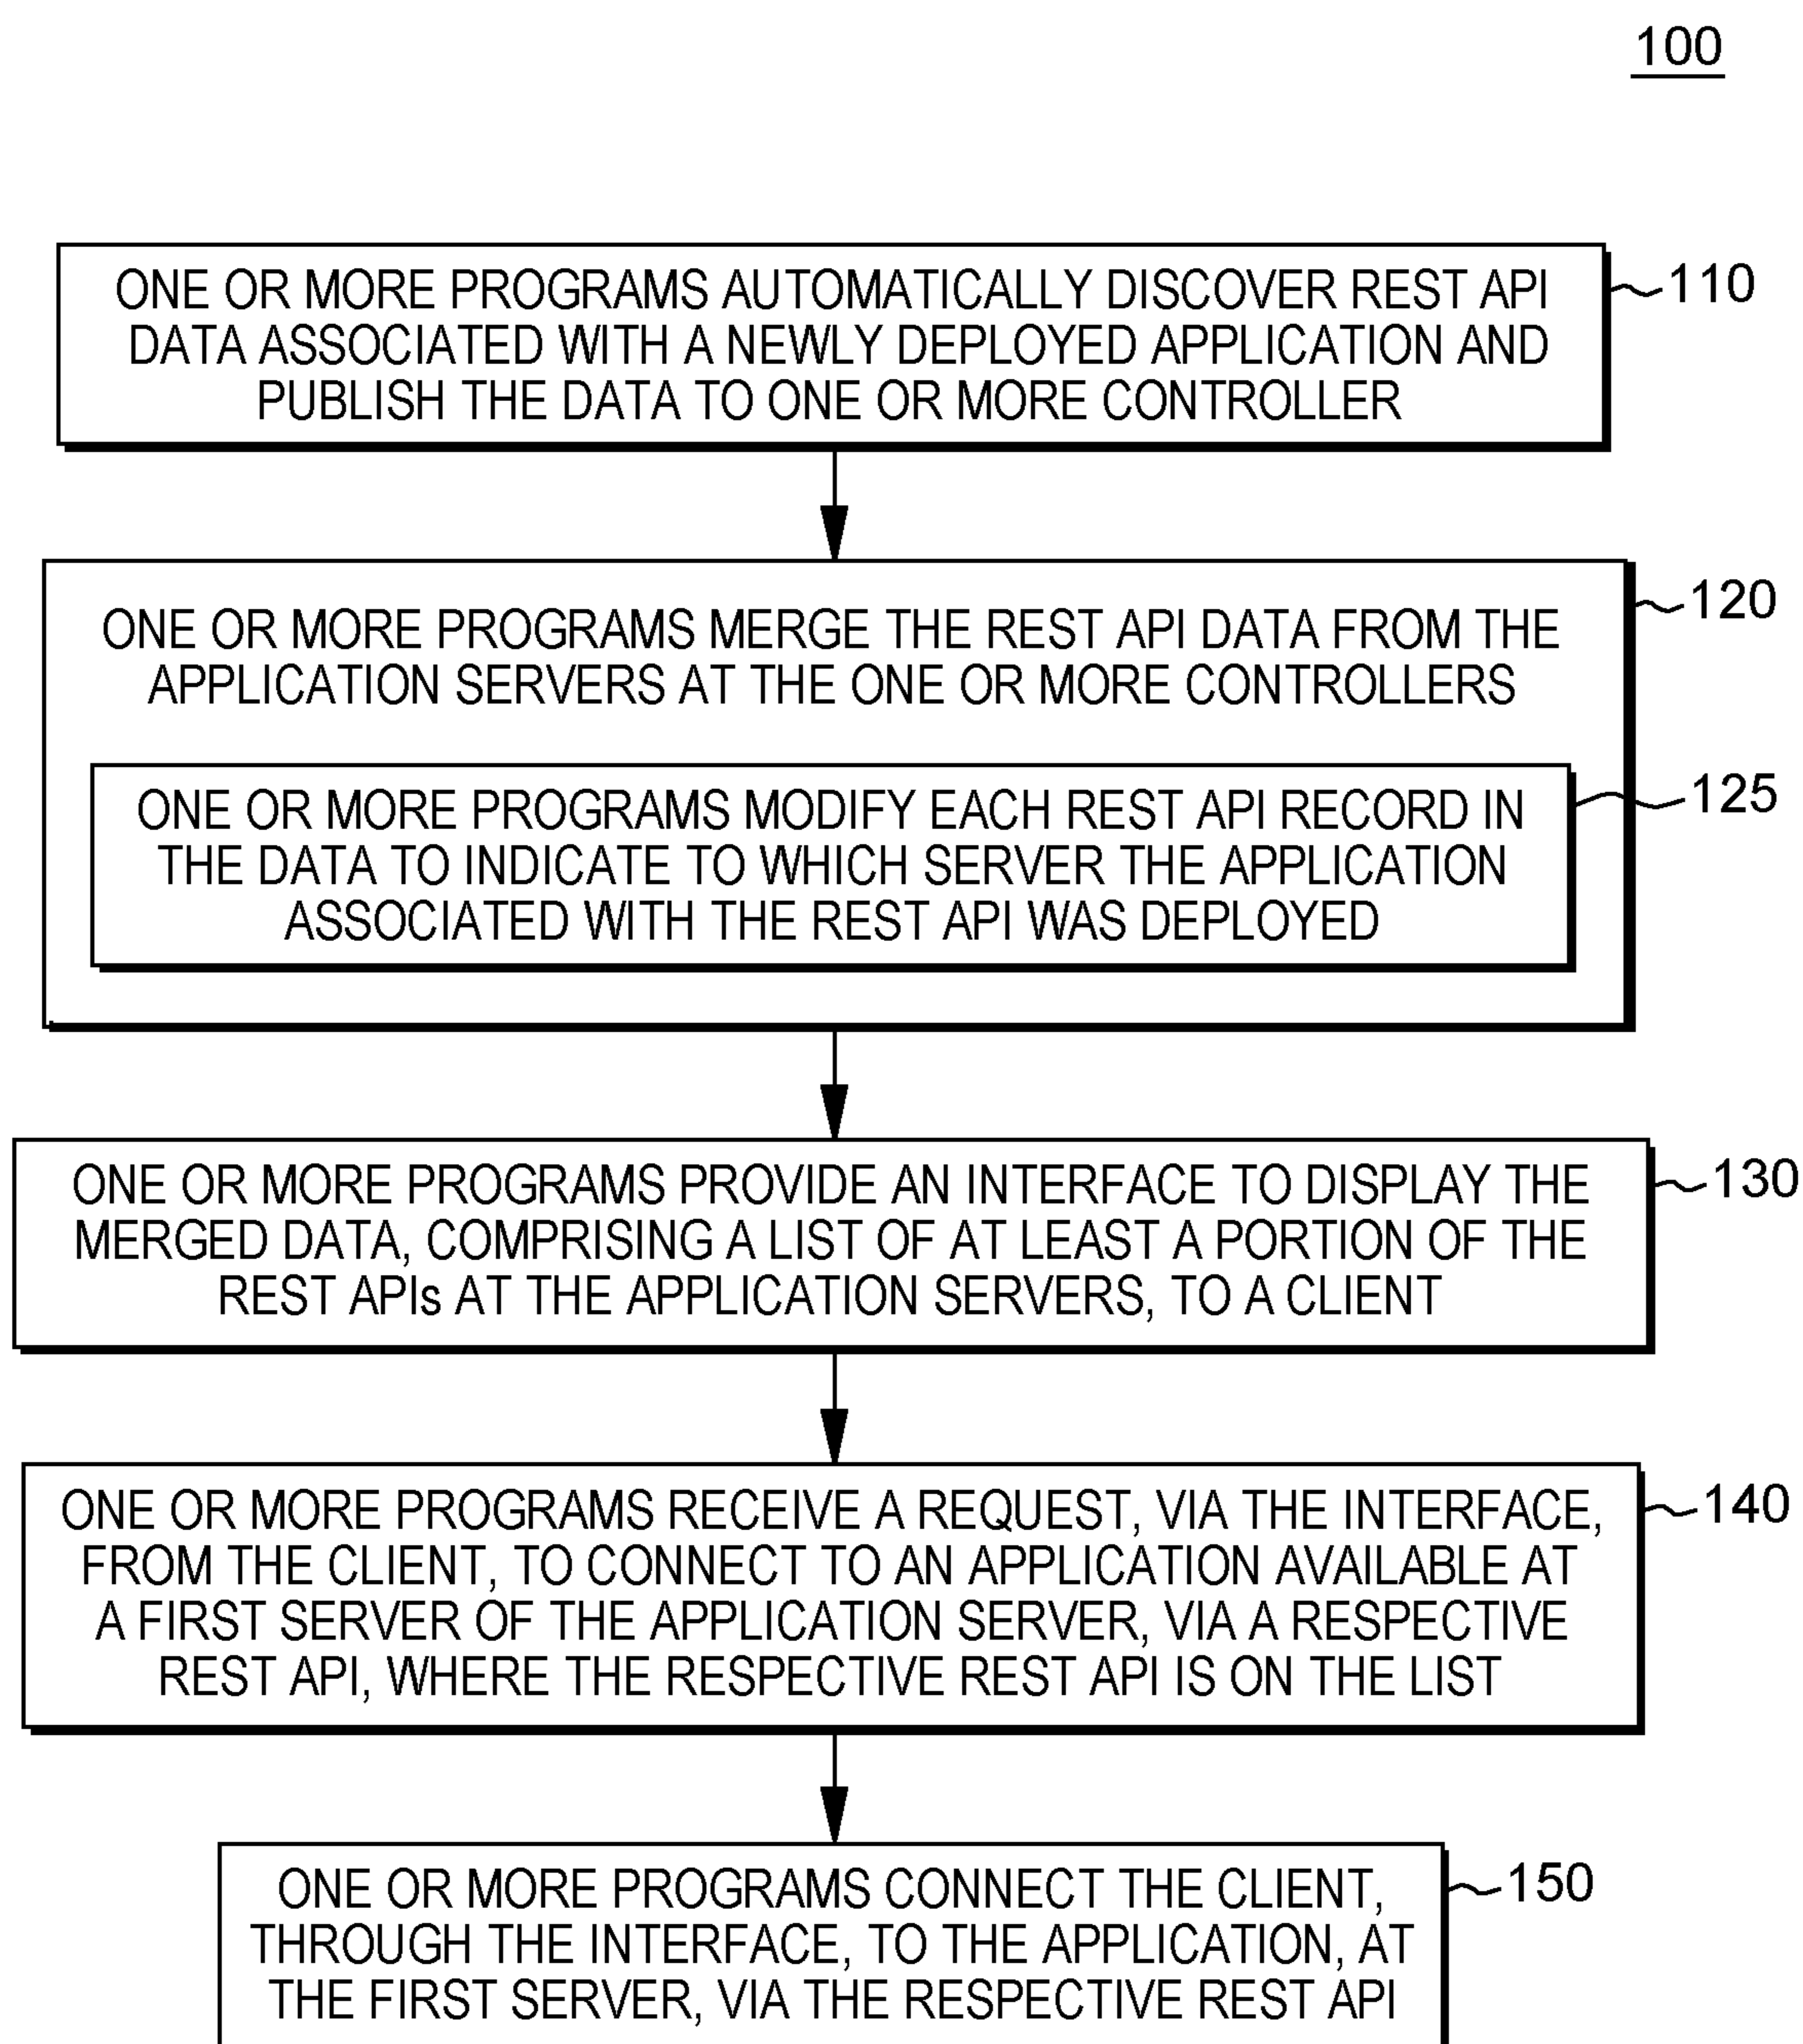 100
ONE OR MORE PROGRAMS AUTOMATICALLY DISCOVER REST API
DATA ASSOCIATED WITH A NEWLY DEPLOYED APPLICATION AND
PUBLISH THE DATA TO ONE OR MORE CONTROLLER
110
ONE OR MORE PROGRAMS MERGE THE REST API DATA FROM THE
APPLICATION SERVERS AT THE ONE OR MORE CONTROLLERS
120
ONE OR MORE PROGRAMS MODIFY EACH REST API RECORD IN
THE DATA TO INDICATE TO WHICH SERVER THE APPLICATION
ASSOCIATED WITH THE REST API WAS DEPLOYED
125
ONE OR MORE PROGRAMS PROVIDE AN INTERFACE TO DISPLAY THE
MERGED DATA, COMPRISING A LIST OF AT LEAST A PORTION OF THE
REST APIs AT THE APPLICATION SERVERS, TO A CLIENT
130
ONE OR MORE PROGRAMS RECEIVE A REQUEST, VIA THE INTERFACE,
FROM THE CLIENT, TO CONNECT TO AN APPLICATION AVAILABLE AT
A FIRST SERVER OF THE APPLICATION SERVER, VIA A RESPECTIVE
REST API, WHERE THE RESPECTIVE REST API IS ON THE LIST
140
ONE OR MORE PROGRAMS CONNECT THE CLIENT,
THROUGH THE INTERFACE, TO THE APPLICATION, AT
THE FIRST SERVER, VIA THE RESPECTIVE REST API
150